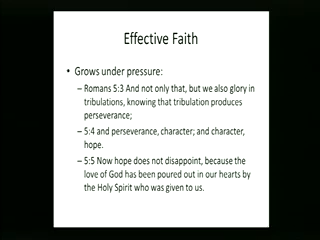 Effective Faith
• Grows under pressure:
– Romans 5:3 And not only that, but we also glory in
tribulations, knowing that tribulation produces
perseverance;
– 5:4 and perseverance, character; and character,
hope.
– 5:5 Now hope does not disappoint, because the
love of God has been poured out in our hearts by
the Holy Spirit who was given to us.